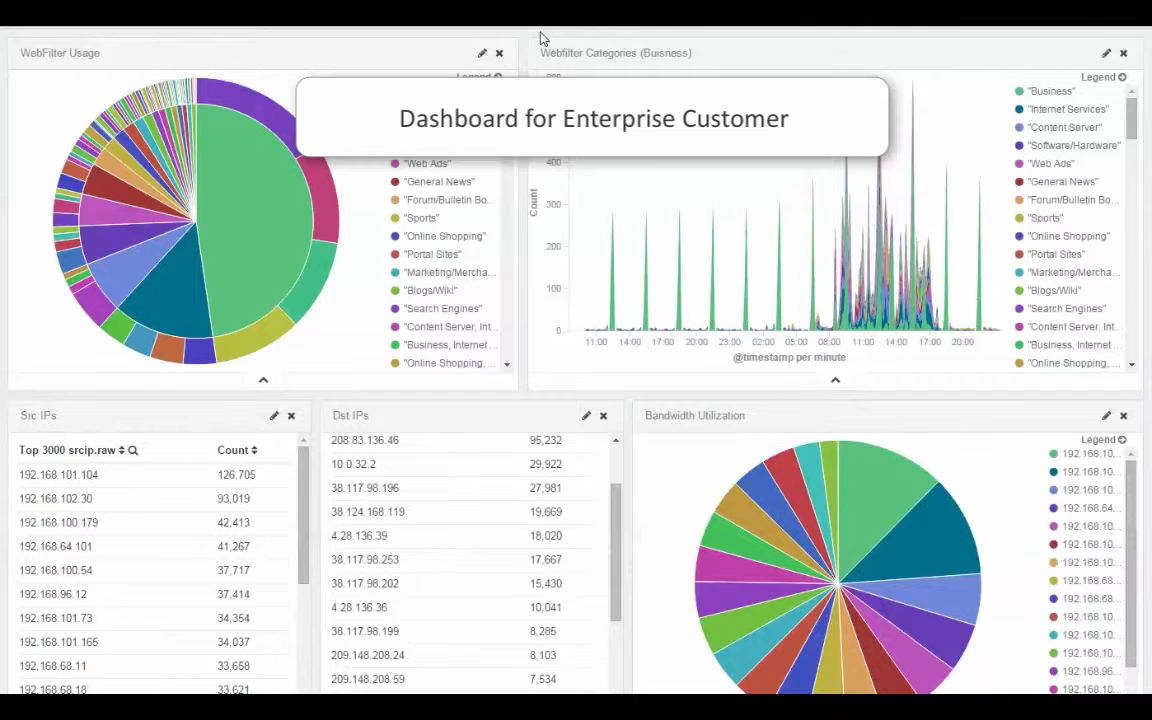 WebFilter Usage
Webfilter Categories (Buisness)
Dashboard for Enterprise Customer
"Web Ads"
"General News"
"Forum/Bulletin Bo...
"Sports"
"Online Shopping"
"Portal Sites"
"Marketing/Mercha...
"Blogs/Wiki"
"Search Engines"
"Content Server, Int...
"Business, Internet ...
"Online Shopping, ...
Count
400
300
200
100
0
11:00 14:00 17:00 20:00 23:00 02:00 05:00 08:00 11:00 14:00 17:00 20:00
@timestamp per minute
Legend
"Business"
"Internet Services"
"Content Server"
"Software/Hardware"
"Web Ads"
"General News"
"Forum/Bulletin Bo...
"Sports"
"Online Shopping"
"Portal Sites"
"Marketing/Mercha...
"Blogs/Wiki"
"Search Engines"
"Content Server, Int...
"Business, Internet ...
"Online Shopping, ...
Src IPs
Top 3000 srcip.raw Count
192.168.101.104 126,705
192.168.102.30 93,019
192.168.100.179 42,413
192.168.64.101 41,267
192.168.100.54 37,717
192.168.96.12 37,414
192.168.101.73 34,354
192.168.101.165 34,037
192.168.68.11 33,658
192.168.68.18 33,621
Dst IPs
208.83.136.46 95,232
10.0.32.2 29,922
38.117.98.196 27,981
38.124.168.119 19,669
4.28.136.39 18,020
38.117.98.253 17,667
38.117.98.202 15,430
4.28.136.36 10,041
38.117.98.199 8,285
209.148.208.24 8,103
209.148.208.59 7,534
Bandwidth Utilization
Legend
192.168.10...
192.168.10...
192.168.10...
192.168.64...
192.168.10...
192.168.10...
192.168.10...
192.168.68...
192.168.68...
192.168.10...
192.168.10...
192.168.10...
192.168.96...
192.168.10...